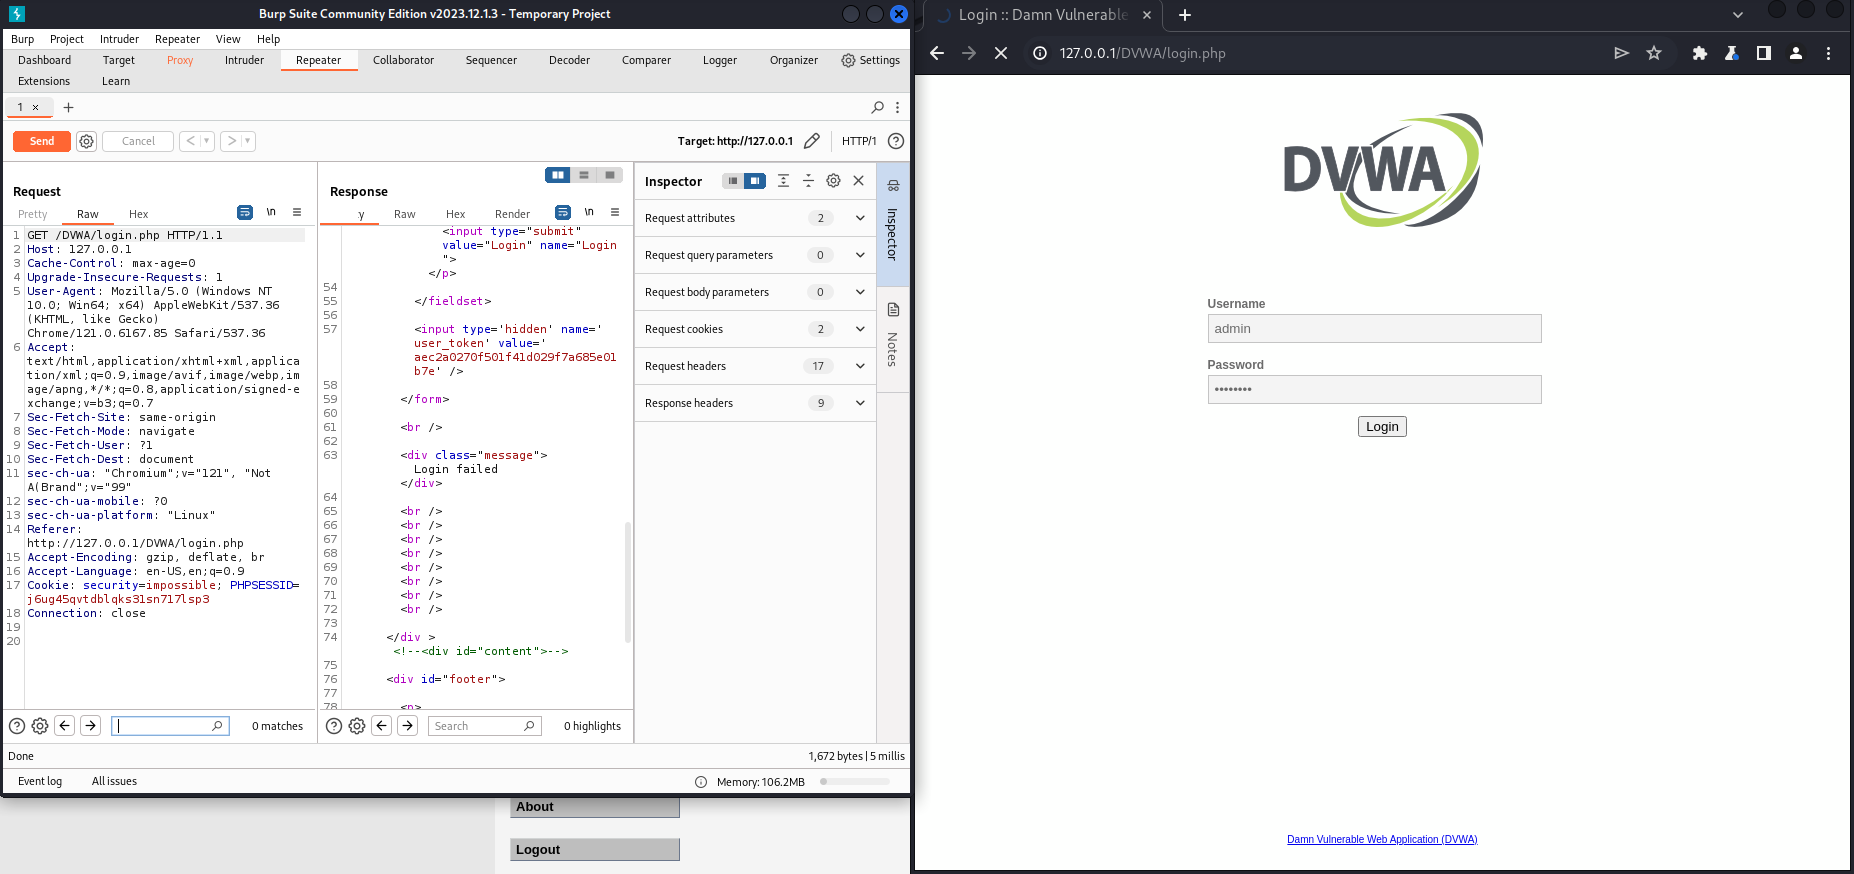 Burp Suite Community Edition v2023.12.1.3 - Temporary Project
Burp Project Intruder Repeater View Help
Dashboard Target Proxy Intruder Repeater Collaborator Sequencer Decoder Comparer Logger Organizer Settings
Extensions Learn
1 × +
Send Cancel < > Target: http://127.0.0.1 HTTP/1
Request
Pretty Raw Hex \n
1 GET /DVWA/login.php HTTP/1.1
2 Host: 127.0.0.1
3 Cache-Control: max-age=0
4 Upgrade-Insecure-Requests: 1
5 User-Agent: Mozilla/5.0 (Windows NT
10.0; Win64; x64) AppleWebKit/537.36
(KHTML, like Gecko)
Chrome/121.0.6167.85 Safari/537.36
6 Accept:
text/html,application/xhtml+xml,applica
tion/xml;q=0.9,image/avif,image/webp,im
age/apng,*/*;q=0.8,application/signed-e
xchange;v=b3;q=0.7
7 Sec-Fetch-Site: same-origin
8 Sec-Fetch-Mode: navigate
9 Sec-Fetch-User: ?1
10 Sec-Fetch-Dest: document
11 sec-ch-ua: "Chromium";v="121", "Not
A(Brand";v="99"
12 sec-ch-ua-mobile: ?0
13 sec-ch-ua-platform: "Linux"
14 Referer:
http://127.0.0.1/DVWA/login.php
15 Accept-Encoding: gzip, deflate, br
16 Accept-Language: en-US,en;q=0.9
17 Cookie: security=impossible; PHPSESSID=
j6ug45qvtdblqks31sn717lsp3
18 Connection: close
19
20
0 matches
Response
y Raw Hex Render \n
<input type="submit"
value="Login" name="Login
">
</p>
54
55 </fieldset>
56
57 <input type='hidden' name='
user_token' value='
aec2a0270f501f41d029f7a685e01
b7e' />
58
59 </form>
60
61 <br />
62
63 <div class="message">
Login failed
</div>
64
65 <br />
66 <br />
67 <br />
68 <br />
69 <br />
70 <br />
71 <br />
72 <br />
73
74 </div >
<!--<div id="content">-->
75
76 <div id="footer">
77
78 <p>
Search 0 highlights
Inspector
Request attributes 2
Request query parameters 0
Request body parameters 0
Request cookies 2
Request headers 17
Response headers 9
Inspector
Notes
Done 1,672 bytes | 5 millis
Event log All issues Memory: 106.2MB
About
Logout
Login :: Damn Vulnerable × +
127.0.0.1/DVWA/login.php
DVWA
Username
admin
Password
••••••••
Login
Damn Vulnerable Web Application (DVWA)